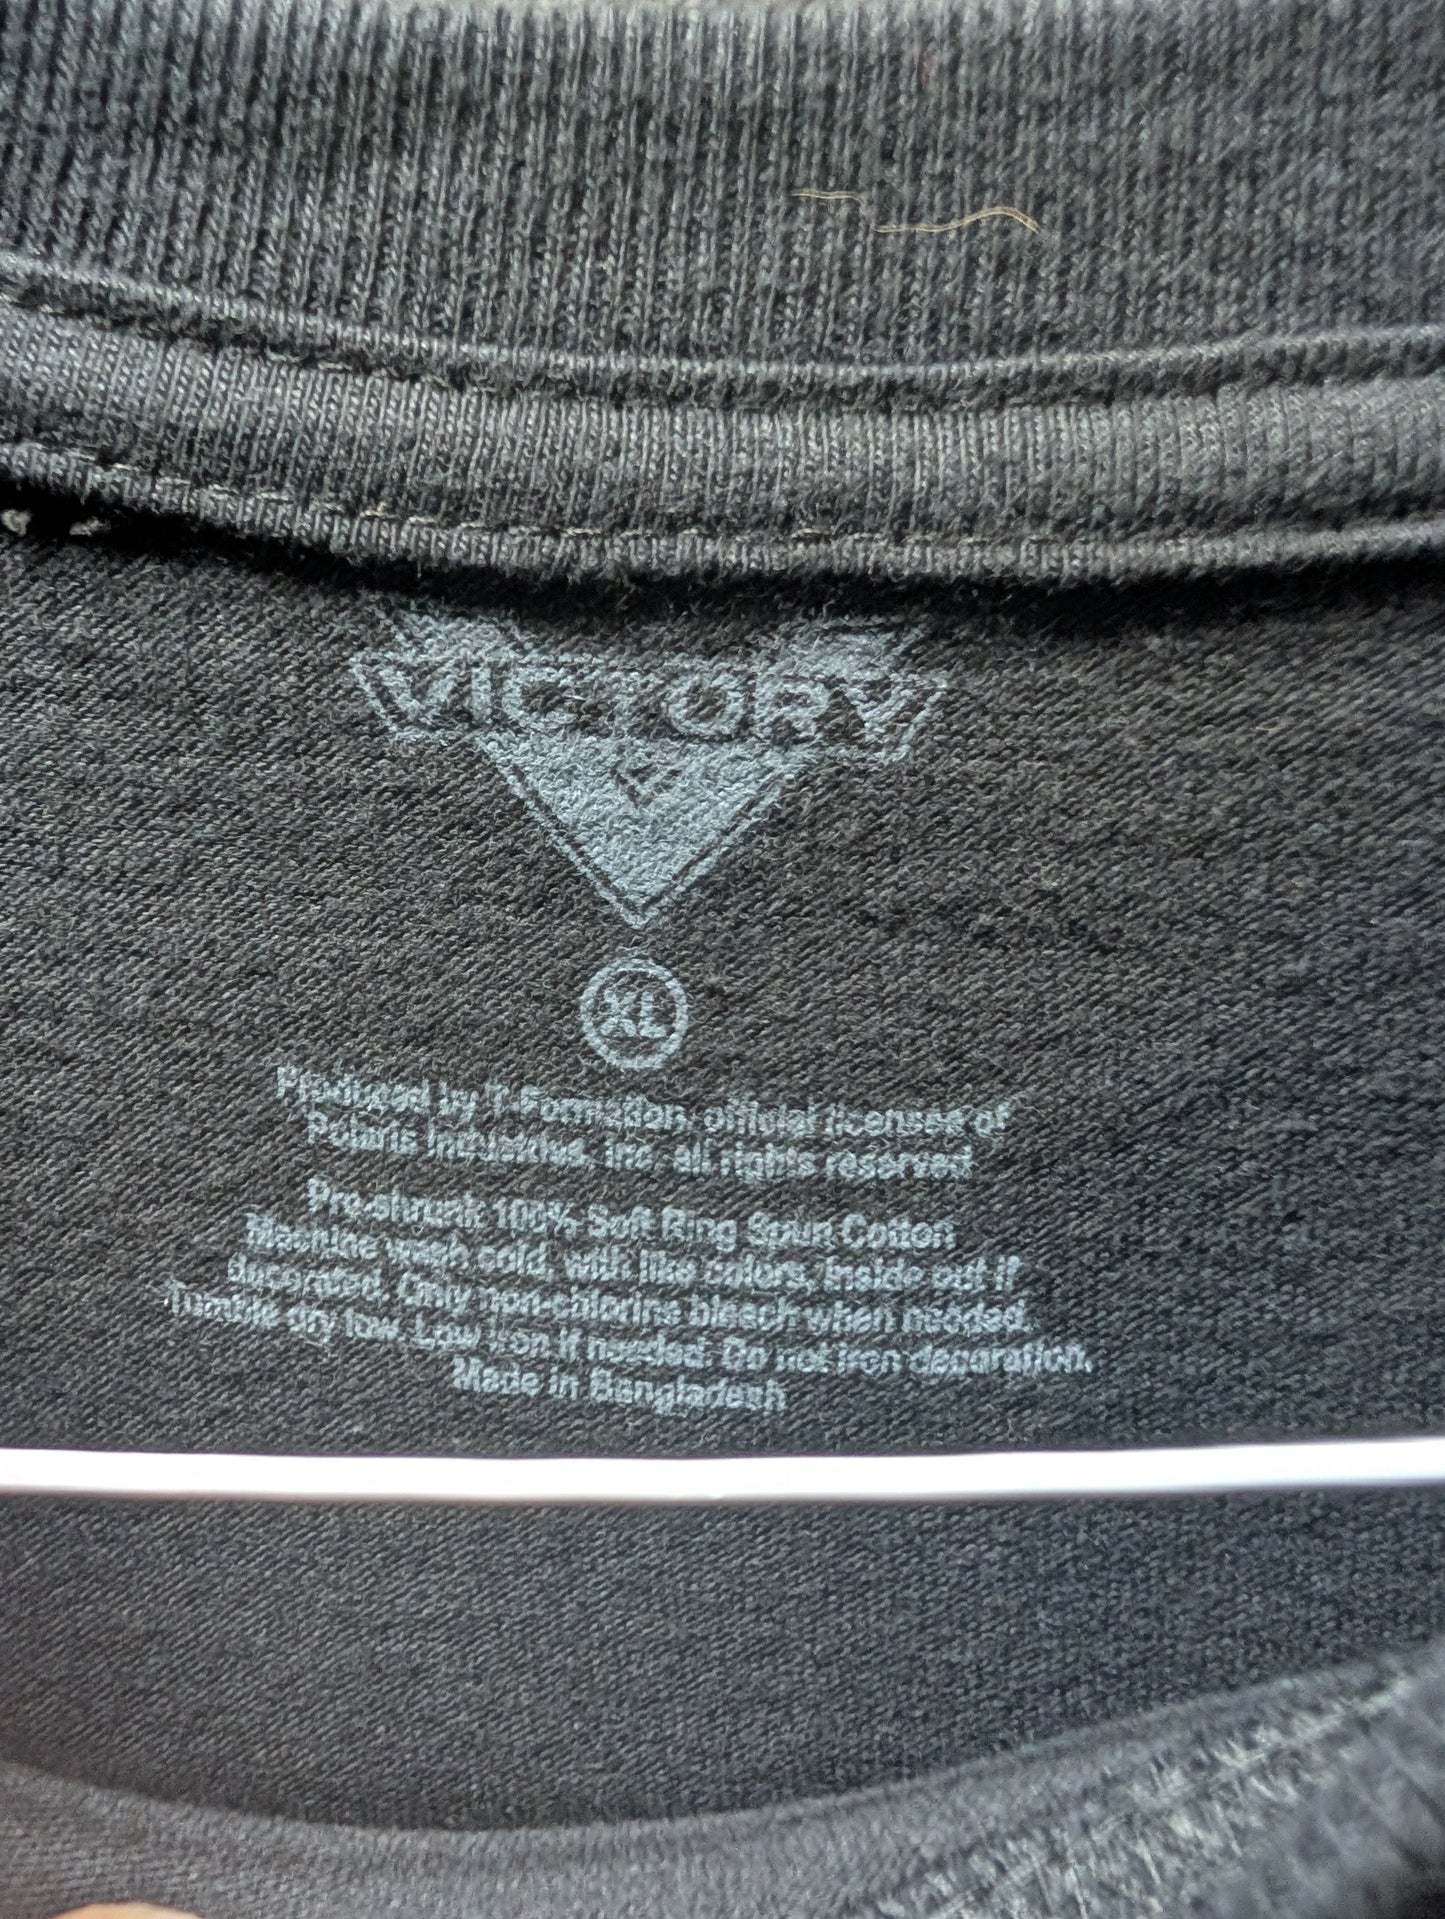 VICTORY
XL
Produced by T-Formation, official licensee of
Polaris Industries, Inc. all rights reserved
Pre-shrunk 100% Soft Ring Spun Cotton
Machine wash cold, with like colors, inside out if
decorated. Only non-chlorine bleach when needed.
Tumble dry low. Low iron if needed. Do not iron decoration.
Made in Bangladesh